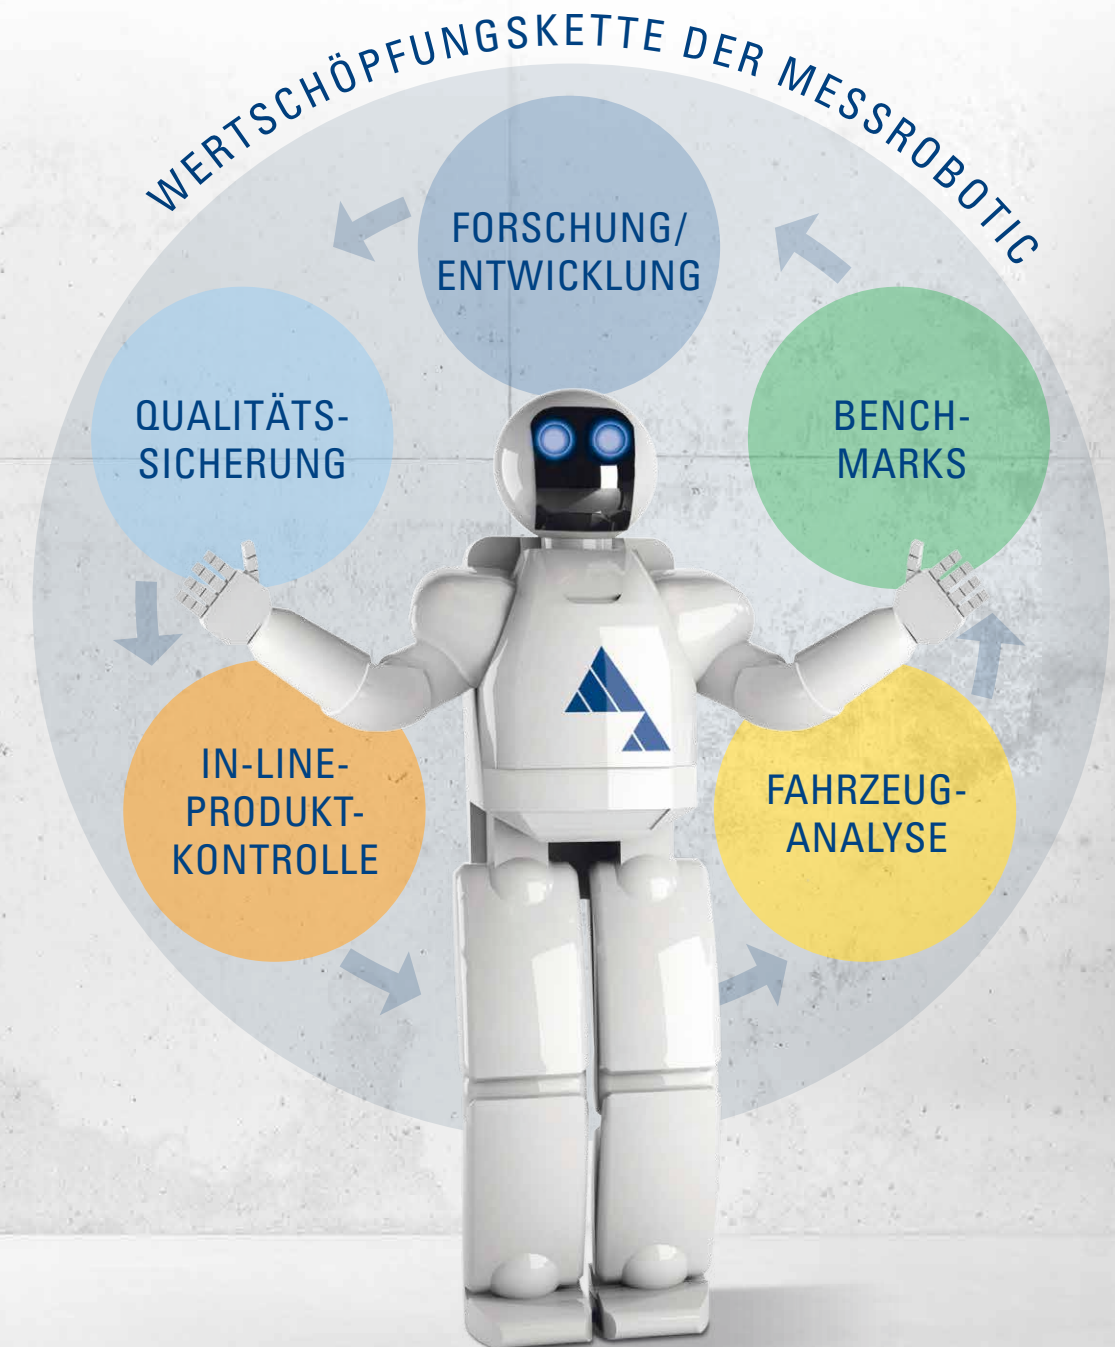 WERTSCHÖPFUNGSKETTE DER MESSROBOTIC
FORSCHUNG/
ENTWICKLUNG
QUALITÄTS-
SICHERUNG
BENCH-
MARKS
IN-LINE-
PRODUKT-
KONTROLLE
FAHRZEUG-
ANALYSE